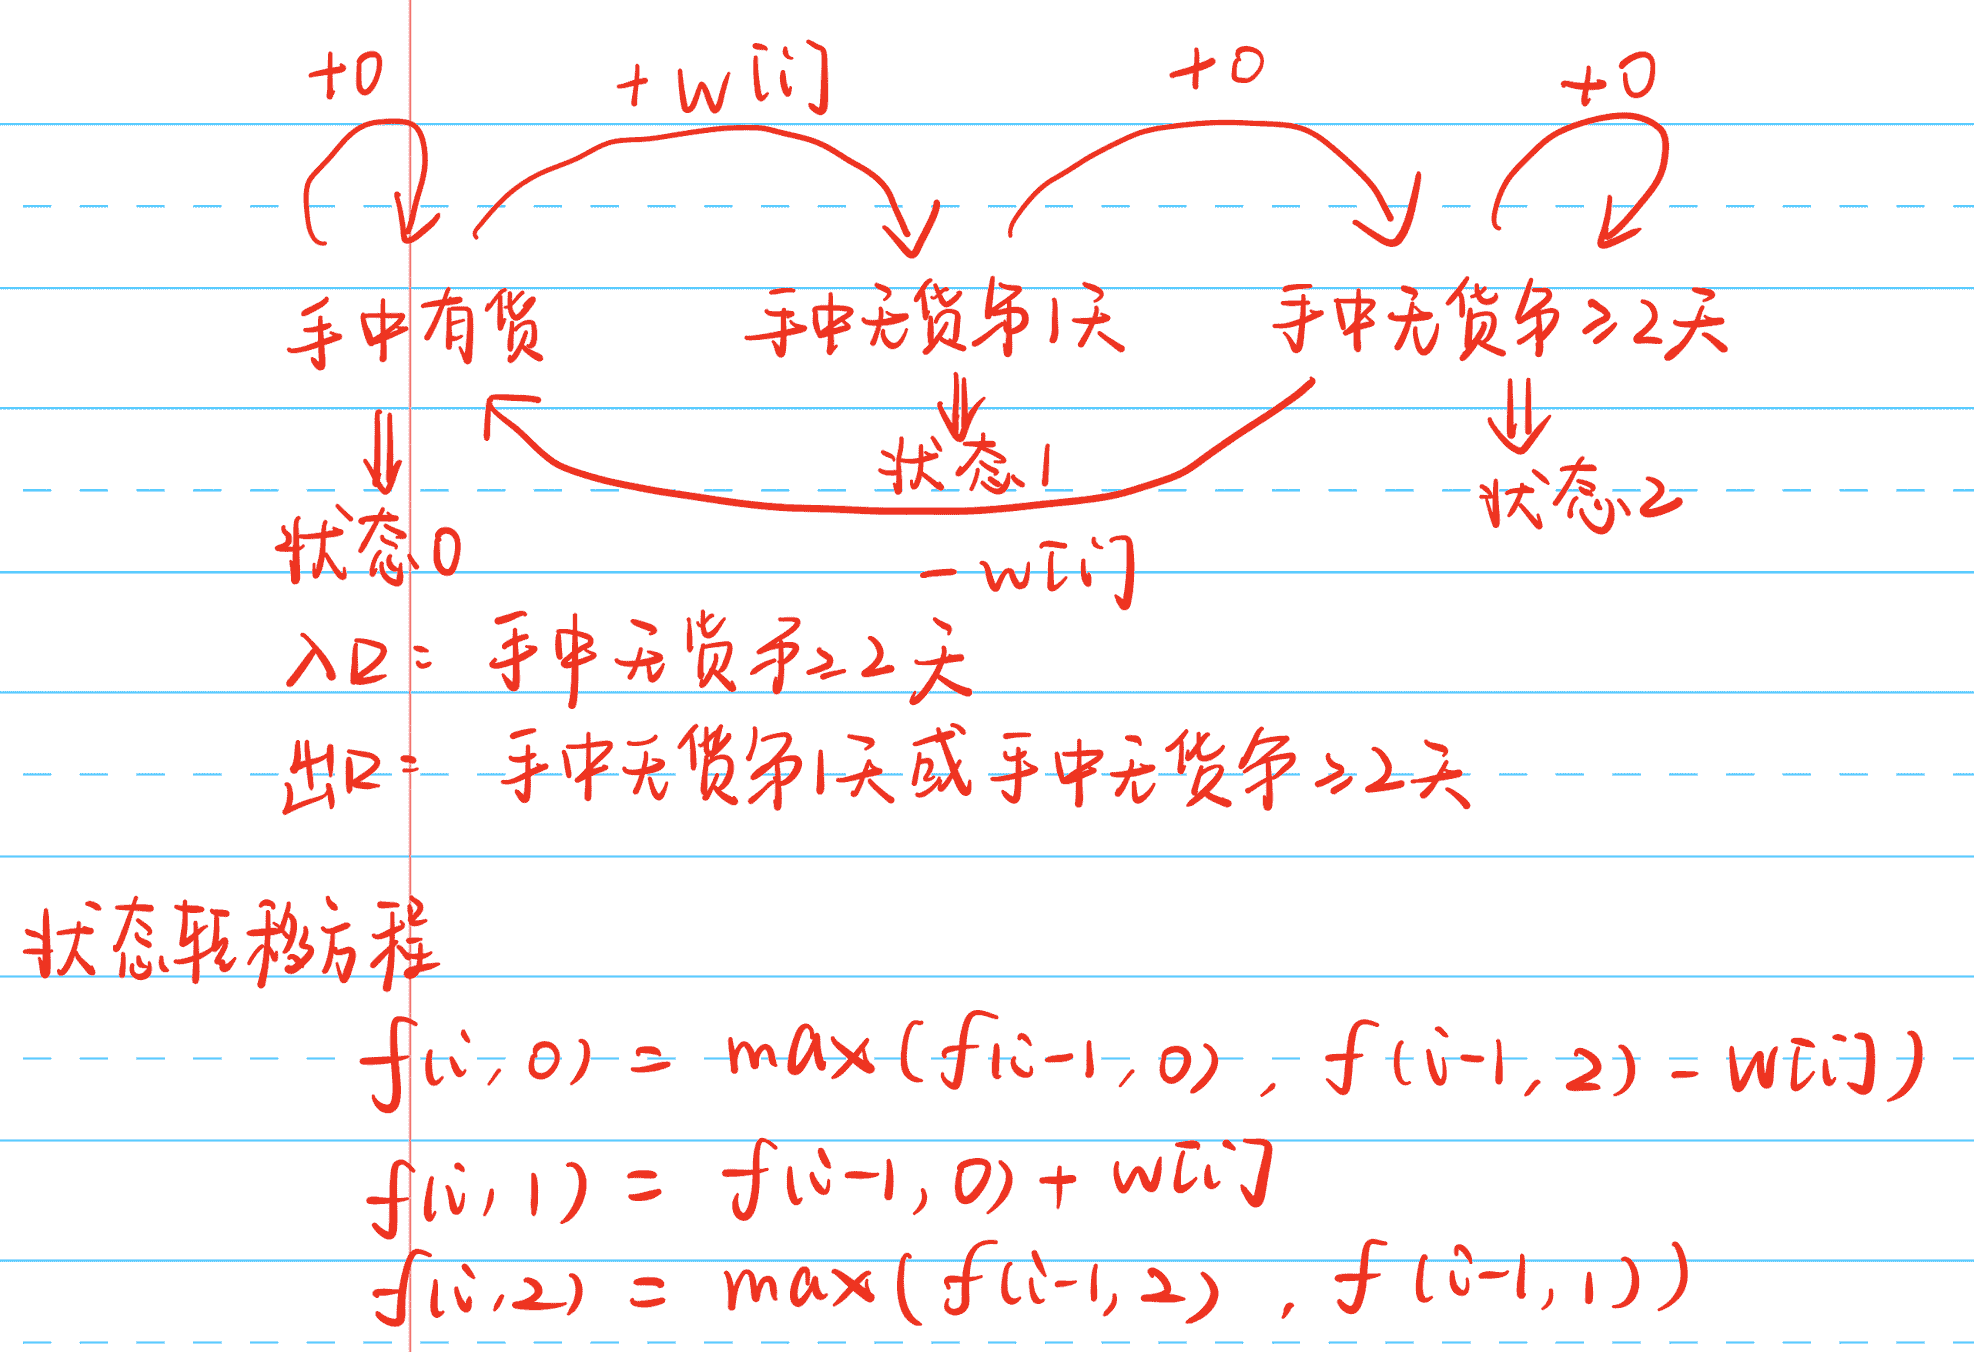 +0 +w[i] +0 +0
手中有货 手中无货第1天 手中无货第≥2天
状态0 状态1 状态2
-w[i]
入口: 手中无货第≥2天
出口: 手中无货第1天或手中无货第≥2天
状态转移方程
f(i,0) = max(f(i-1,0), f(i-1,2)-w[i])
f(i,1) = f(i-1,0)+w[i]
f(i,2) = max(f(i-1,2), f(i-1,1))